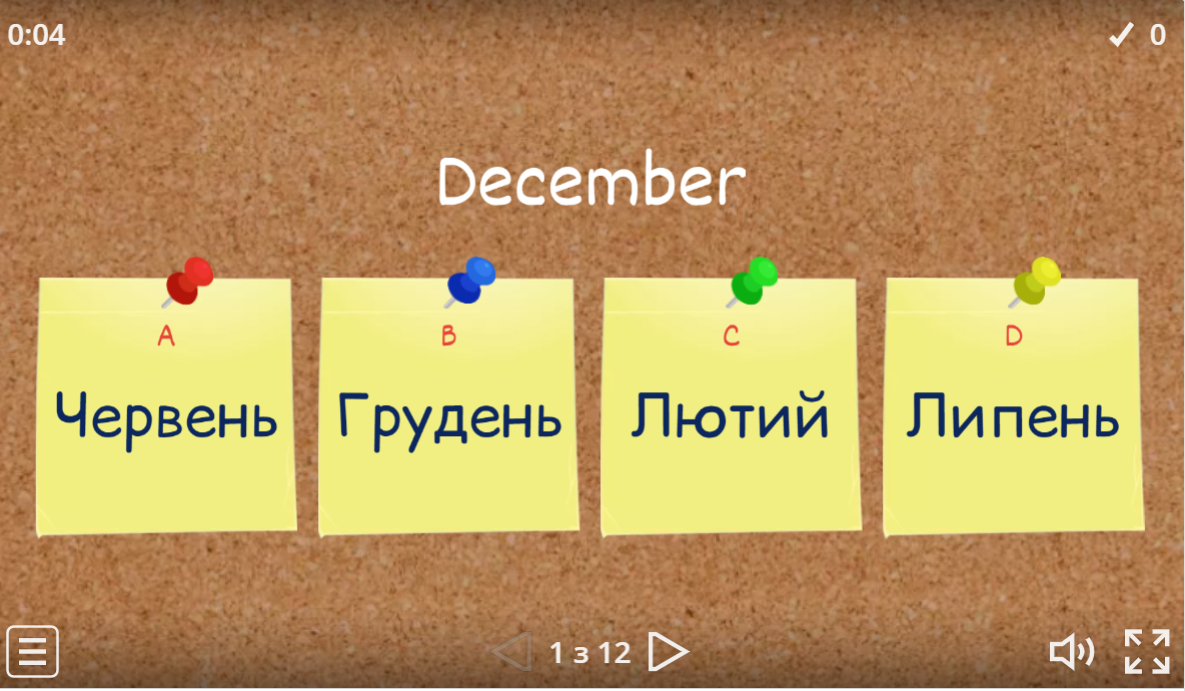 0:04
✓ 0
December
A
Червень
B
Грудень
C
Лютий
D
Липень
1 з 12